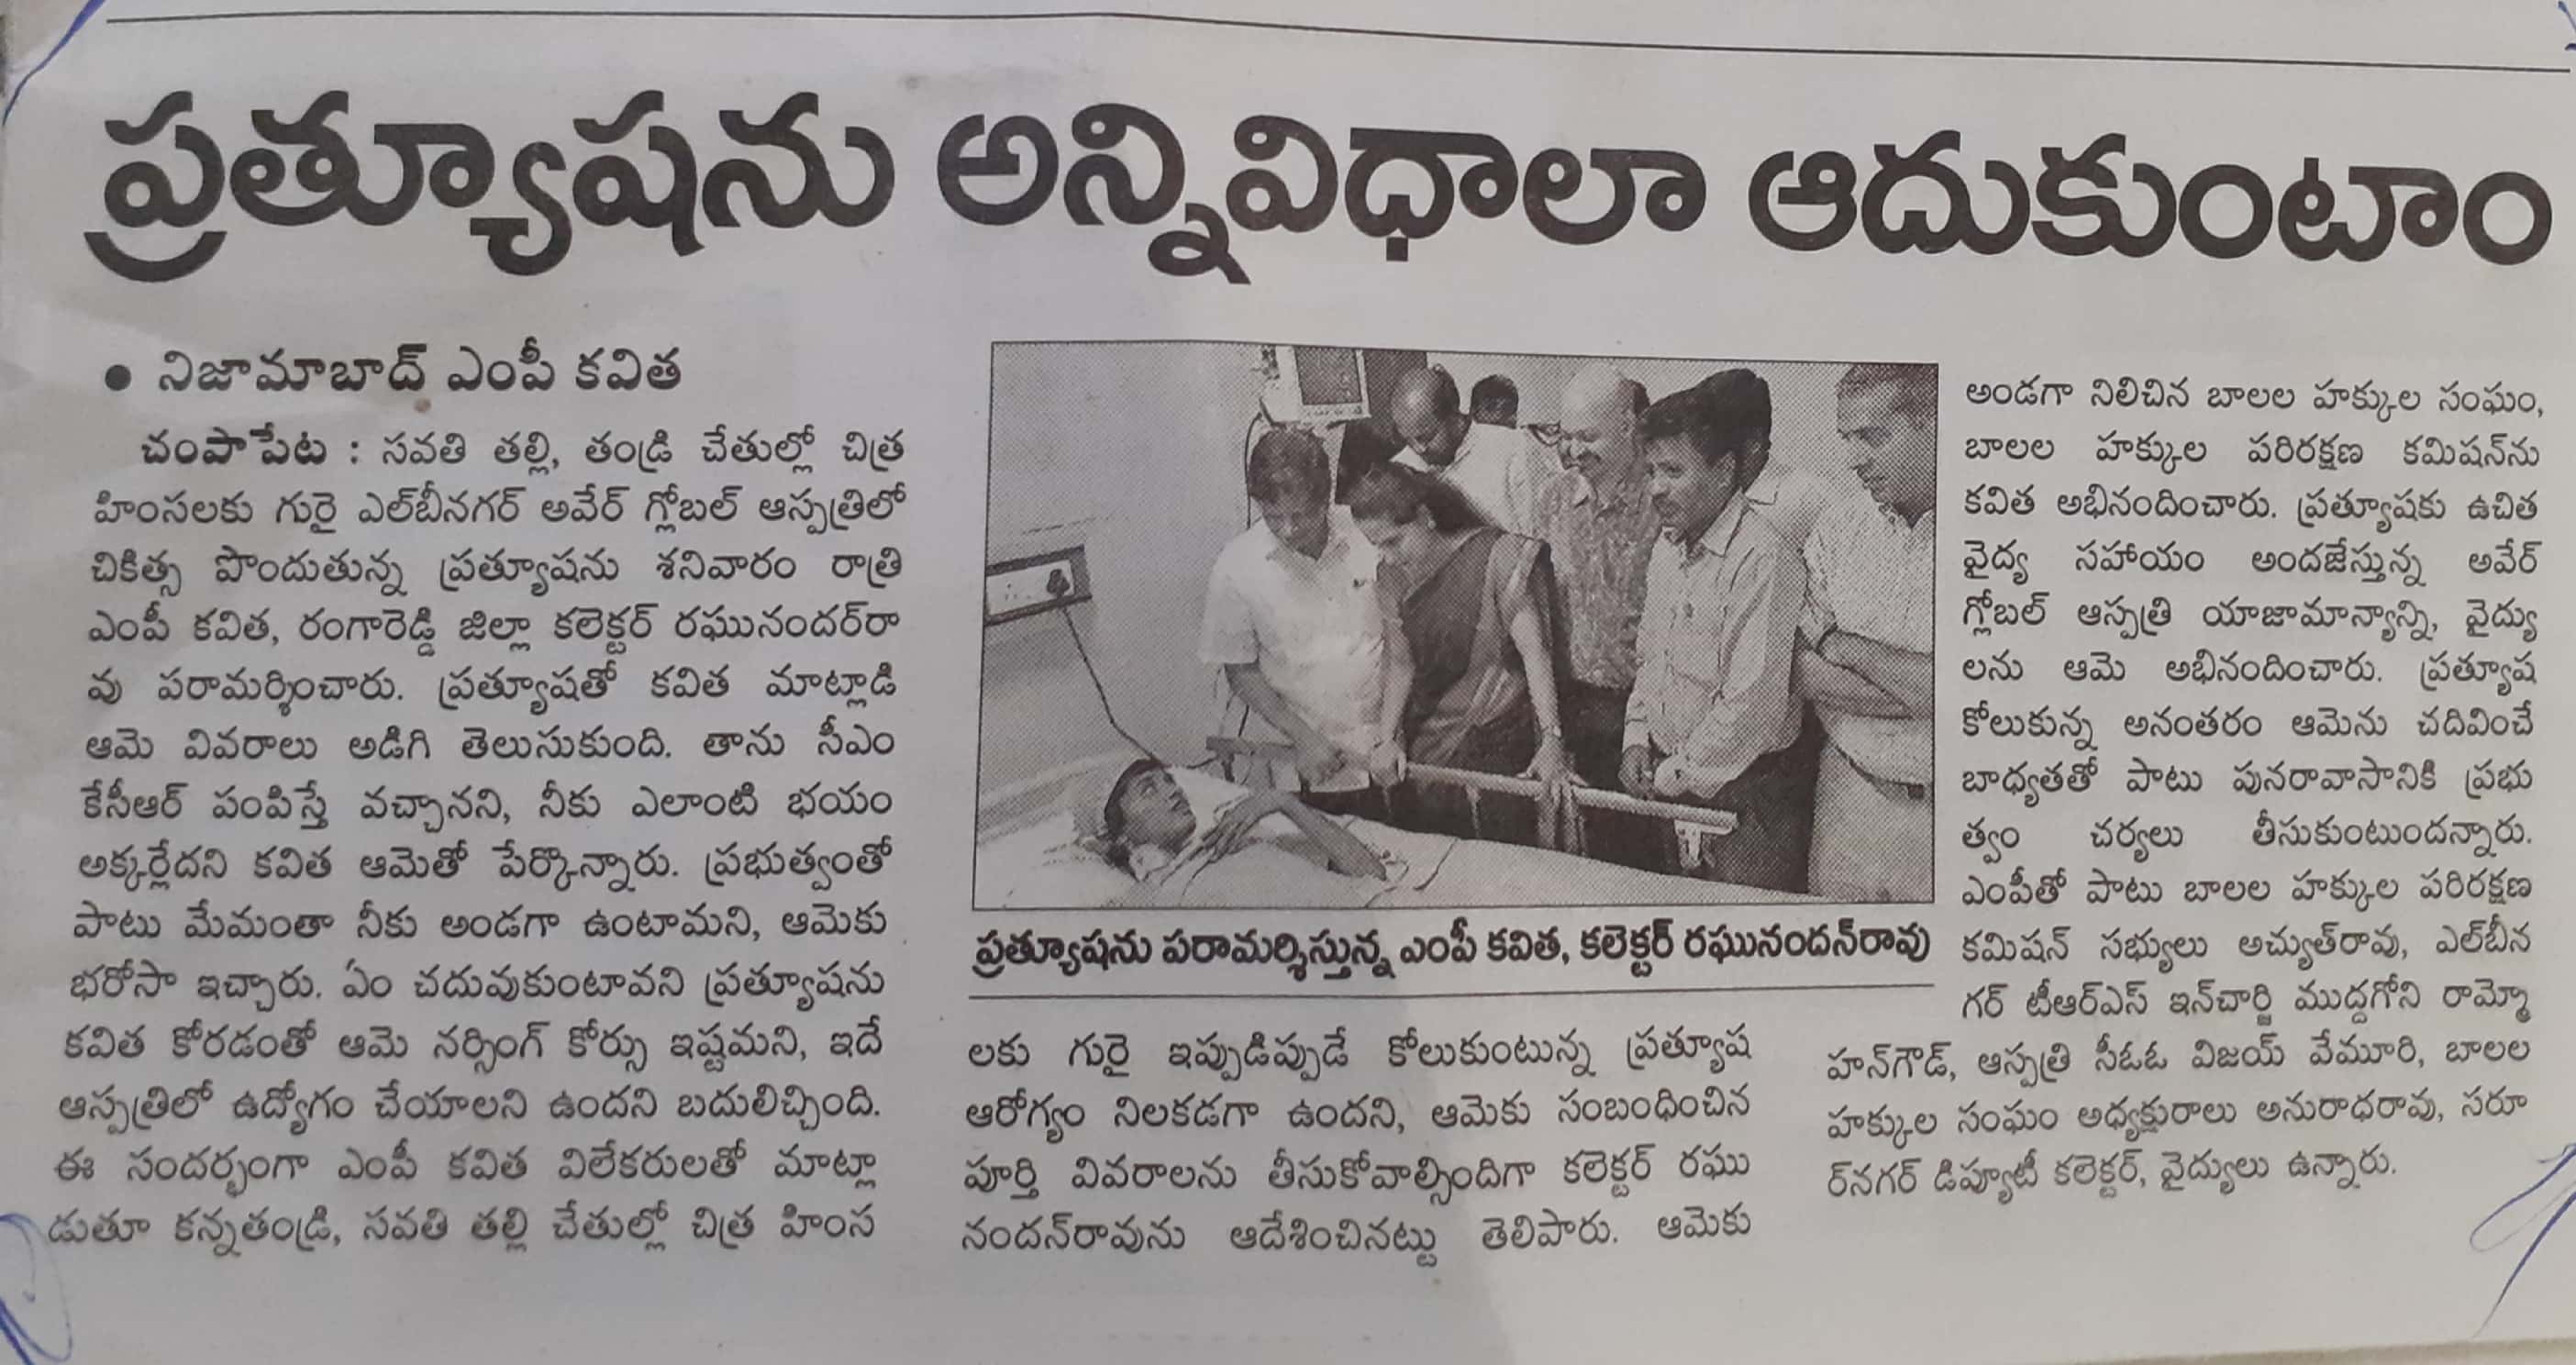 ప్రత్యూషను అన్నివిధాలా ఆదుకుంటాం
• నిజామాబాద్ ఎంపీ కవిత
చంపాపేట : సవతి తల్లి, తండ్రి చేతుల్లో చిత్ర
హింసలకు గురై ఎల్‌బీనగర్ అవేర్ గ్లోబల్ ఆస్పత్రిలో
చికిత్స పొందుతున్న ప్రత్యూషను శనివారం రాత్రి
ఎంపీ కవిత, రంగారెడ్డి జిల్లా కలెక్టర్ రఘునందర్‌రా
వు పరామర్శించారు. ప్రత్యూషతో కవిత మాట్లాడి
ఆమె వివరాలు అడిగి తెలుసుకుంది. తాను సీఎం
కేసీఆర్ పంపిస్తే వచ్చానని, నీకు ఎలాంటి భయం
అక్కర్లేదని కవిత ఆమెతో పేర్కొన్నారు. ప్రభుత్వంతో
పాటు మేమంతా నీకు అండగా ఉంటామని, ఆమెకు
భరోసా ఇచ్చారు. ఏం చదువుకుంటావని ప్రత్యూషను
కవిత కోరడంతో ఆమె నర్సింగ్ కోర్సు ఇష్టమని, ఇదే
ఆస్పత్రిలో ఉద్యోగం చేయాలని ఉందని బదులిచ్చింది.
ఈ సందర్భంగా ఎంపీ కవిత విలేకరులతో మాట్లా
డుతూ కన్నతండ్రి, సవతి తల్లి చేతుల్లో చిత్ర హింస
ప్రత్యూషను పరామర్శిస్తున్న ఎంపీ కవిత, కలెక్టర్ రఘునందన్‌రావు
లకు గురై ఇప్పుడిప్పుడే కోలుకుంటున్న ప్రత్యూష
ఆరోగ్యం నిలకడగా ఉందని, ఆమెకు సంబంధించిన
పూర్తి వివరాలను తీసుకోవాల్సిందిగా కలెక్టర్ రఘు
నందన్‌రావును ఆదేశించినట్టు తెలిపారు. ఆమెకు
అండగా నిలిచిన బాలల హక్కుల సంఘం,
బాలల హక్కుల పరిరక్షణ కమిషన్‌ను
కవిత అభినందించారు. ప్రత్యూషకు ఉచిత
వైద్య సహాయం అందజేస్తున్న అవేర్
గ్లోబల్ ఆస్పత్రి యాజామాన్యాన్ని, వైద్యు
లను ఆమె అభినందించారు. ప్రత్యూష
కోలుకున్న అనంతరం ఆమెను చదివించే
బాధ్యతతో పాటు పునరావాసానికి ప్రభు
త్వం చర్యలు తీసుకుంటుందన్నారు.
ఎంపీతో పాటు బాలల హక్కుల పరిరక్షణ
కమిషన్ సభ్యులు అచ్యుత్‌రావు, ఎల్‌బీన
గర్ టీఆర్ఎస్ ఇన్‌చార్జి ముద్దగోని రామ్మో
హన్‌గౌడ్, ఆస్పత్రి సీఓఓ విజయ్ వేమూరి, బాలల
హక్కుల సంఘం అధ్యక్షురాలు అనురాధరావు, సరూ
ర్‌నగర్ డిప్యూటీ కలెక్టర్, వైద్యులు ఉన్నారు.